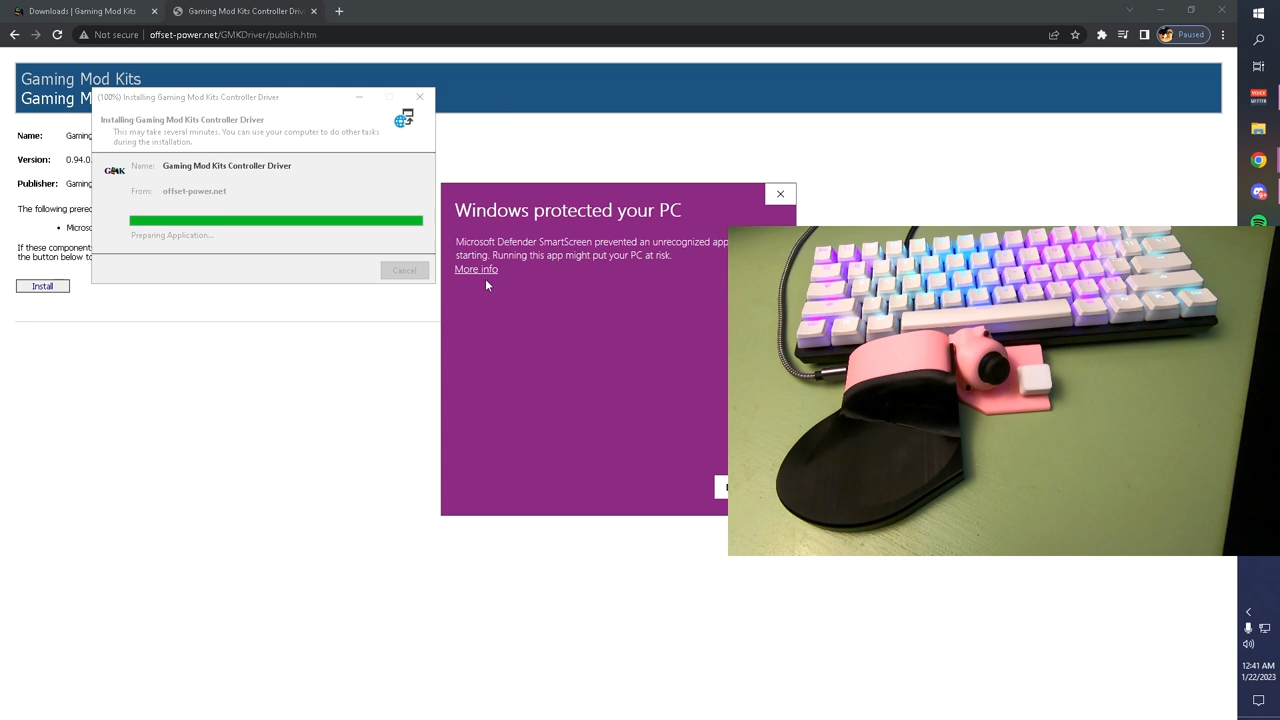 Downloads | Gaming Mod Kits
Gaming Mod Kits Controller Driv
Not secure
offset-power.net/GMKDriver/publish.htm
Paused
Gaming Mod Kits
Gaming M
Name:
Gaming
Version:
0.94.0.
Publisher:
Gaming
The following prerec
Microsc
If these component
the button below to
Install
(100%) Installing Gaming Mod Kits Controller Driver
Installing Gaming Mod Kits Controller Driver
This may take several minutes. You can use your computer to do other tasks
during the installation.
GMK
Name:
Gaming Mod Kits Controller Driver
From:
offset-power.net
Preparing Application...
Cancel
Windows protected your PC
Microsoft Defender SmartScreen prevented an unrecognized app
starting. Running this app might put your PC at risk.
More info
VOICE
MEETER
12:41 AM
1/22/2023